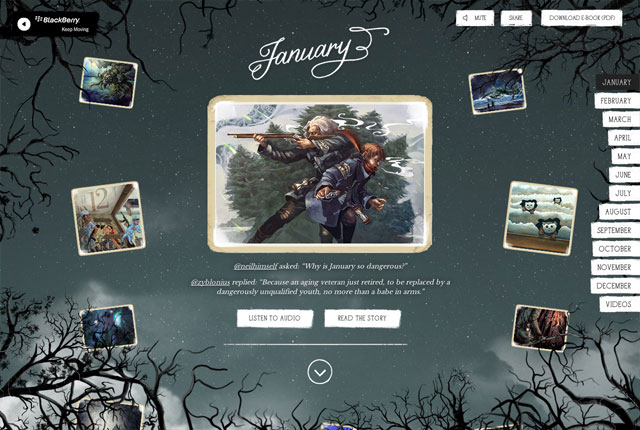 BlackBerry
Keep Moving
MUTE
SHARE
DOWNLOAD E-BOOK (PDF)
January
JANUARY
FEBRUARY
MARCH
APRIL
MAY
JUNE
JULY
AUGUST
SEPTEMBER
OCTOBER
NOVEMBER
DECEMBER
VIDEOS
12
@neilhimself asked: “Why is January so dangerous?”
@zyblonius replied: “Because an aging veteran just retired, to be replaced by a
dangerously unqualified youth, no more than a babe in arms.”
LISTEN TO AUDIO
READ THE STORY